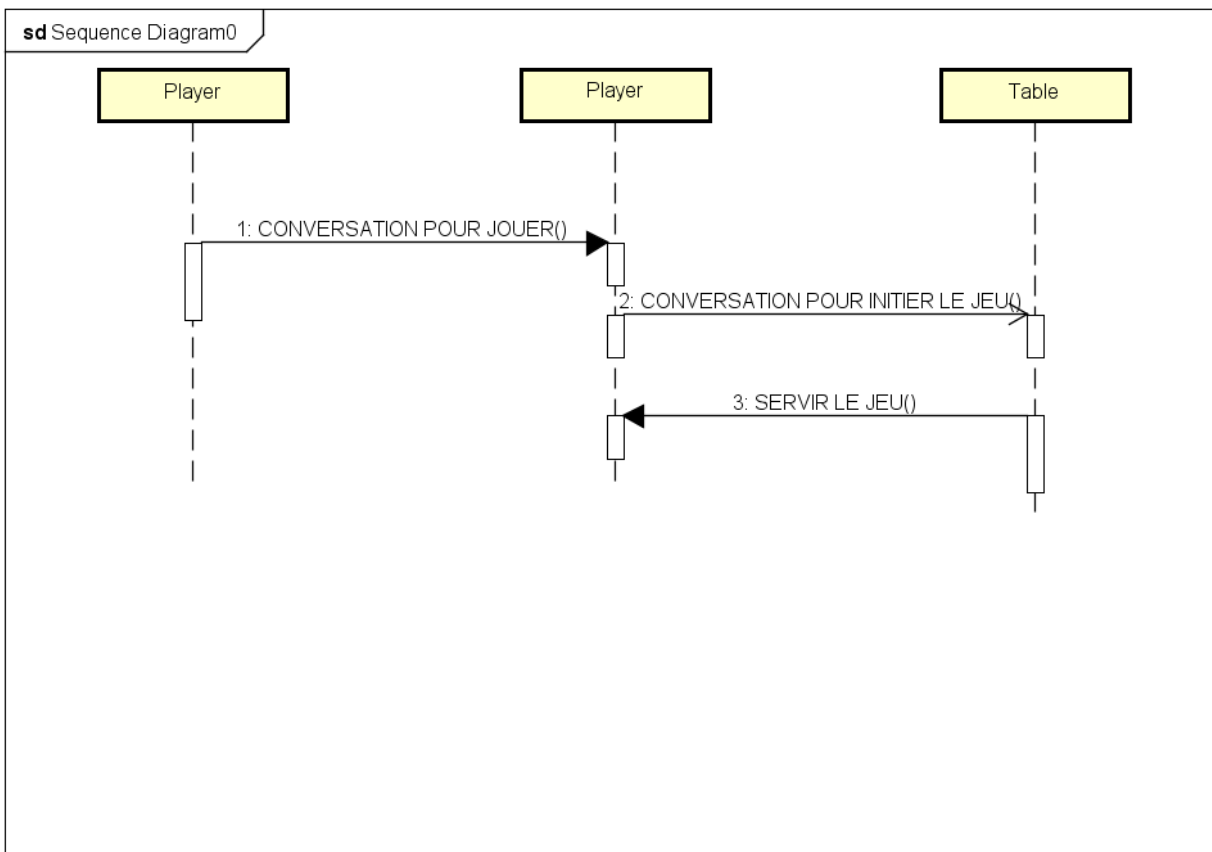 sd Sequence Diagram0
Player
Player
Table
1: CONVERSATION POUR JOUER()
2: CONVERSATION POUR INITIER LE JEU()
3: SERVIR LE JEU()